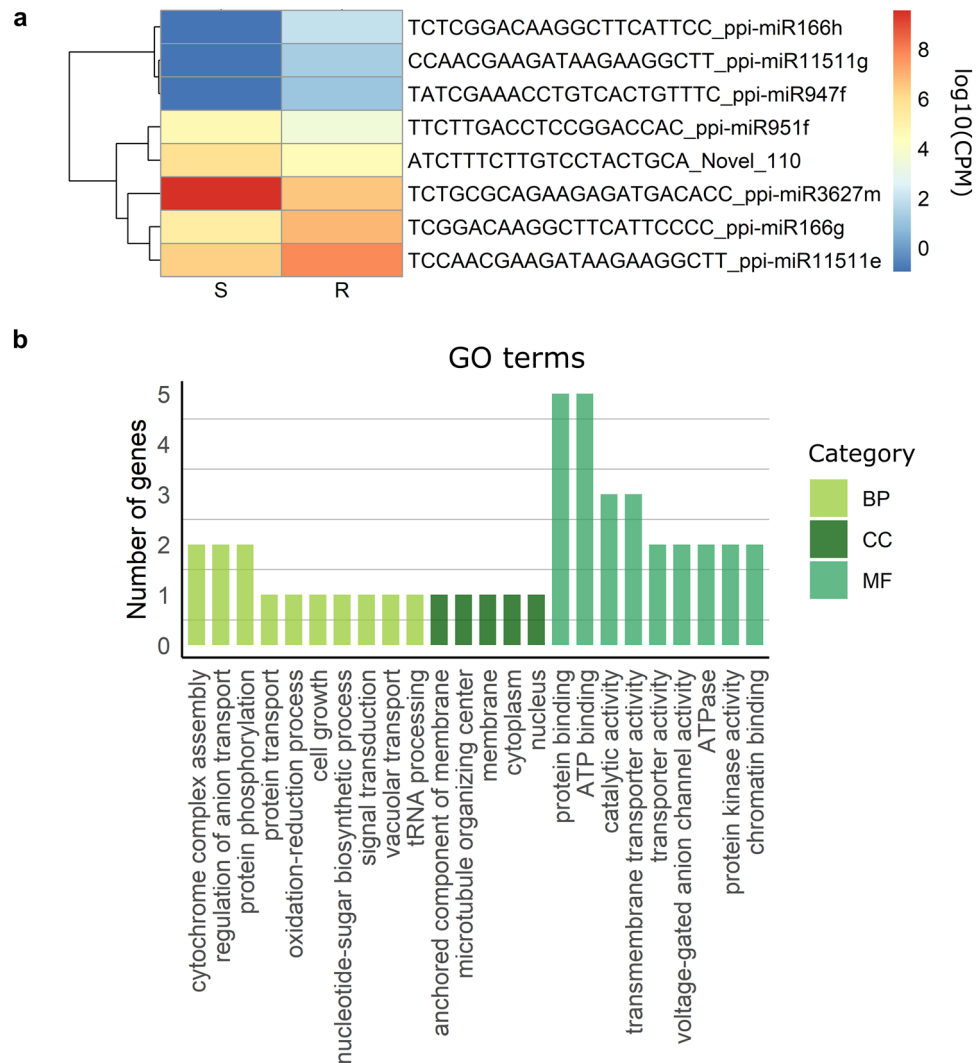 a
TCTCGGACAAGGCTTCATTCC_ppi-miR166h
CCAACGAAGATAAGAAGGCTT_ppi-miR11511g
TATCGAAACCTGTCACTGTTTC_ppi-miR947f
TTCTTGACCTCCGGACCAC_ppi-miR951f
ATCTTTCTTGTCCTACTGCA_Novel_110
TCTGCGCAGAAGAGATGACACC_ppi-miR3627m
TCGGACAAGGCTTCATTCCCC_ppi-miR166g
TCCAACGAAGATAAGAAGGCTT_ppi-miR11511e
S
R
8
6
4
2
0
log10(CPM)
b
GO terms
Number of genes
5
4
3
2
1
0
cytochrome complex assembly
regulation of anion transport
protein phosphorylation
protein transport
oxidation-reduction process
cell growth
nucleotide-sugar biosynthetic process
signal transduction
vacuolar transport
tRNA processing
anchored component of membrane
microtubule organizing center
membrane
cytoplasm
nucleus
protein binding
ATP binding
catalytic activity
transmembrane transporter activity
transporter activity
voltage-gated anion channel activity
ATPase
protein kinase activity
chromatin binding
Category
BP
CC
MF